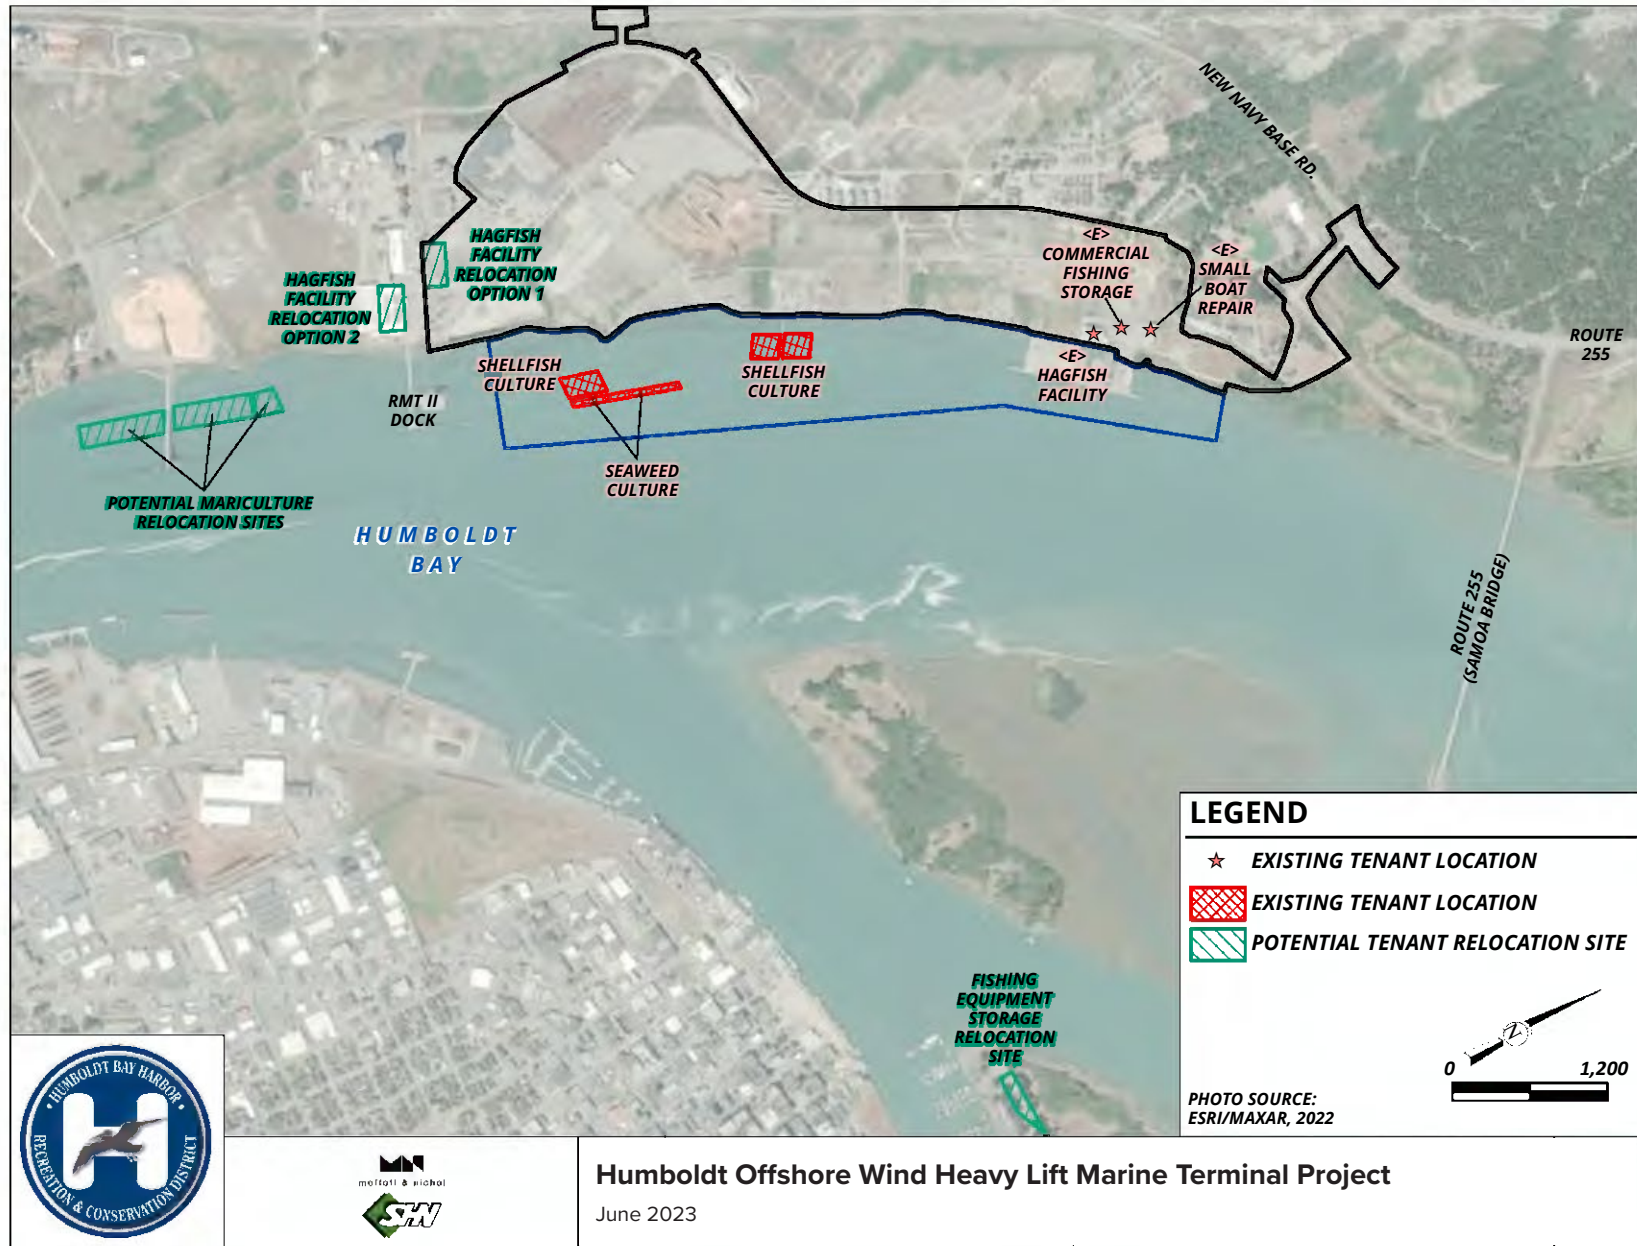 NEW NAVY BASE RD.
HAGFISH
FACILITY
RELOCATION
OPTION 1
HAGFISH
FACILITY
RELOCATION
OPTION 2
<E>
COMMERCIAL
FISHING
STORAGE
<E>
SMALL
BOAT
REPAIR
ROUTE
255
SHELLFISH
CULTURE
SHELLFISH
CULTURE
<E>
HAGFISH
FACILITY
RMT II
DOCK
SEAWEED
CULTURE
POTENTIAL MARICULTURE
RELOCATION SITES
HUMBOLDT
BAY
ROUTE 255
(SAMOA BRIDGE)
FISHING
EQUIPMENT
STORAGE
RELOCATION
SITE
LEGEND
EXISTING TENANT LOCATION
EXISTING TENANT LOCATION
POTENTIAL TENANT RELOCATION SITE
N
0 1,200
PHOTO SOURCE:
ESRI/MAXAR, 2022
HUMBOLDT BAY HARBOR
H
RECREATION & CONSERVATION DISTRICT
moffatt & nichol
SHN
Humboldt Offshore Wind Heavy Lift Marine Terminal Project
June 2023